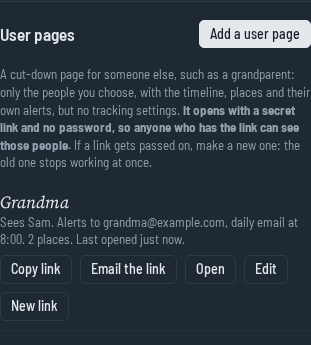 User pages
Add a user page
A cut-down page for someone else, such as a grandparent:
only the people you choose, with the timeline, places and their
own alerts, but no tracking settings. It opens with a secret
link and no password, so anyone who has the link can see
those people. If a link gets passed on, make a new one: the
old one stops working at once.
Grandma
Sees Sam. Alerts to grandma@example.com, daily email at
8:00. 2 places. Last opened just now.
Copy link
Email the link
Open
Edit
New link